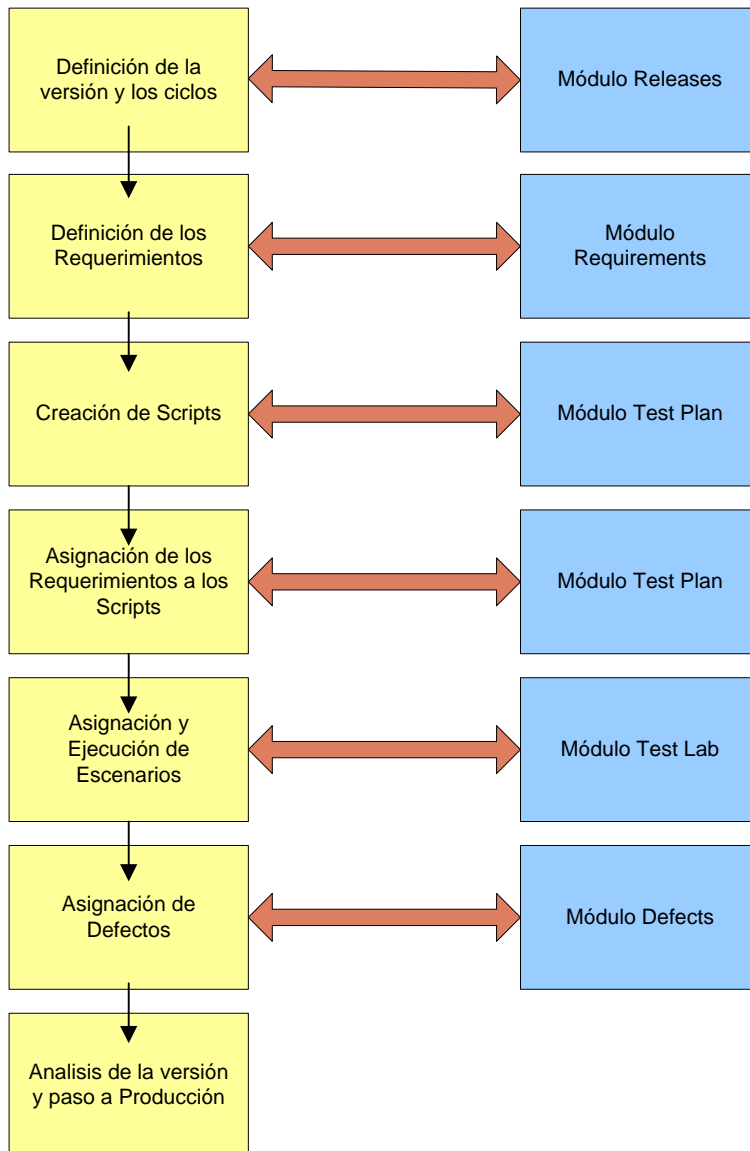 Definición de la
versión y los ciclos
Módulo Releases
Definición de los
Requerimientos
Módulo
Requirements
Creación de Scripts
Módulo Test Plan
Asignación de los
Requerimientos a los
Scripts
Módulo Test Plan
Asignación y
Ejecución de
Escenarios
Módulo Test Lab
Asignación de
Defectos
Módulo Defects
Analisis de la versión
y paso a Producción